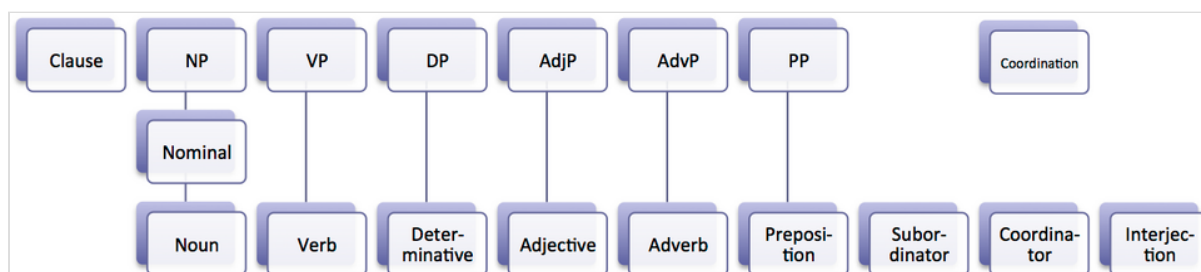 Clause
NP
VP
DP
AdjP
AdvP
PP
Coordination
Nominal
Noun
Verb
Deter-
minative
Adjective
Adverb
Preposi-
tion
Subor-
dinator
Coordina-
tor
Interjec-
tion